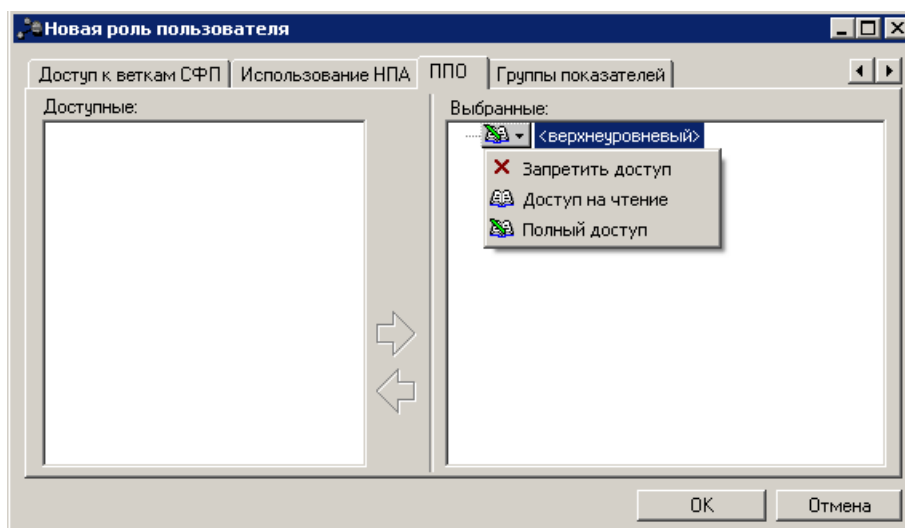 Новая роль пользователя
Доступ к веткам СФП Использование НПА ППО Группы показателей
Доступные:
Выбранные:
<верхнеуровневый>
Запретить доступ
Доступ на чтение
Полный доступ
OK Отмена